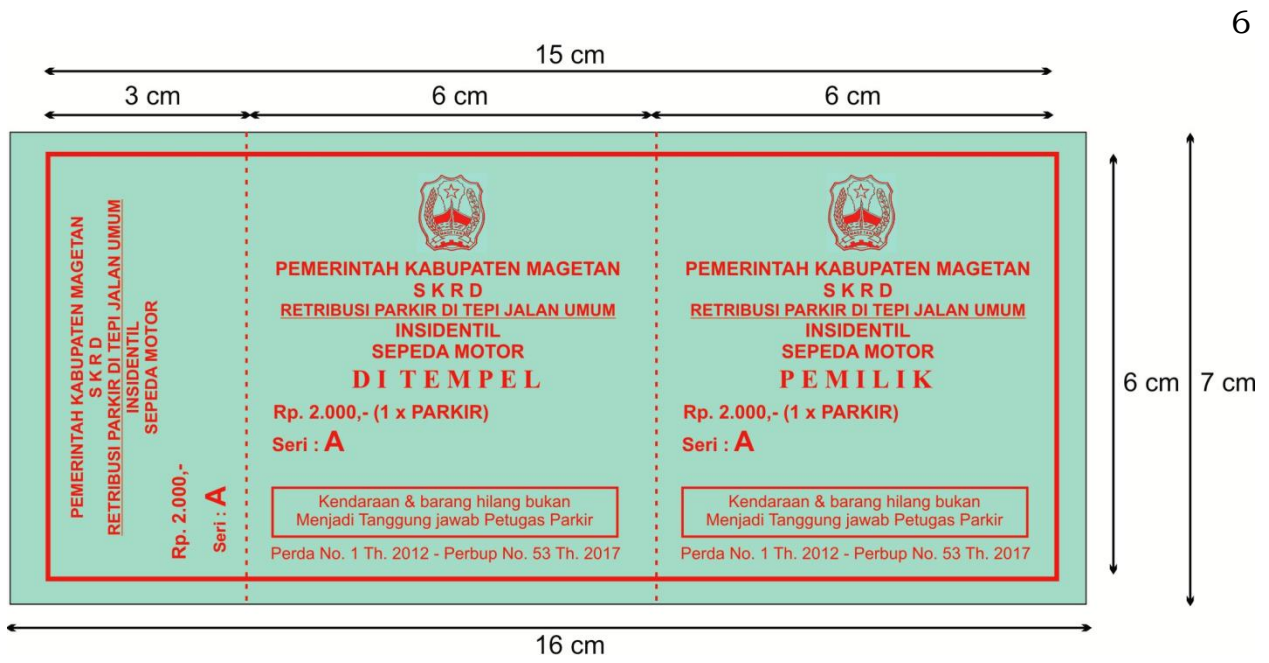 6
15 cm
3 cm
6 cm
6 cm
PEMERINTAH KABUPATEN MAGETAN
S K R D
RETRIBUSI PARKIR DI TEPI JALAN UMUM
INSIDENTIL
SEPEDA MOTOR
Rp. 2.000,-
Seri : A
PEMERINTAH KABUPATEN MAGETAN
S K R D
RETRIBUSI PARKIR DI TEPI JALAN UMUM
INSIDENTIL
SEPEDA MOTOR
DI TEMPEL
Rp. 2.000,- (1 x PARKIR)
Seri : A
Kendaraan & barang hilang bukan
Menjadi Tanggung jawab Petugas Parkir
Perda No. 1 Th. 2012 - Perbup No. 53 Th. 2017
PEMERINTAH KABUPATEN MAGETAN
S K R D
RETRIBUSI PARKIR DI TEPI JALAN UMUM
INSIDENTIL
SEPEDA MOTOR
PEMILIK
Rp. 2.000,- (1 x PARKIR)
Seri : A
Kendaraan & barang hilang bukan
Menjadi Tanggung jawab Petugas Parkir
Perda No. 1 Th. 2012 - Perbup No. 53 Th. 2017
6 cm
7 cm
16 cm